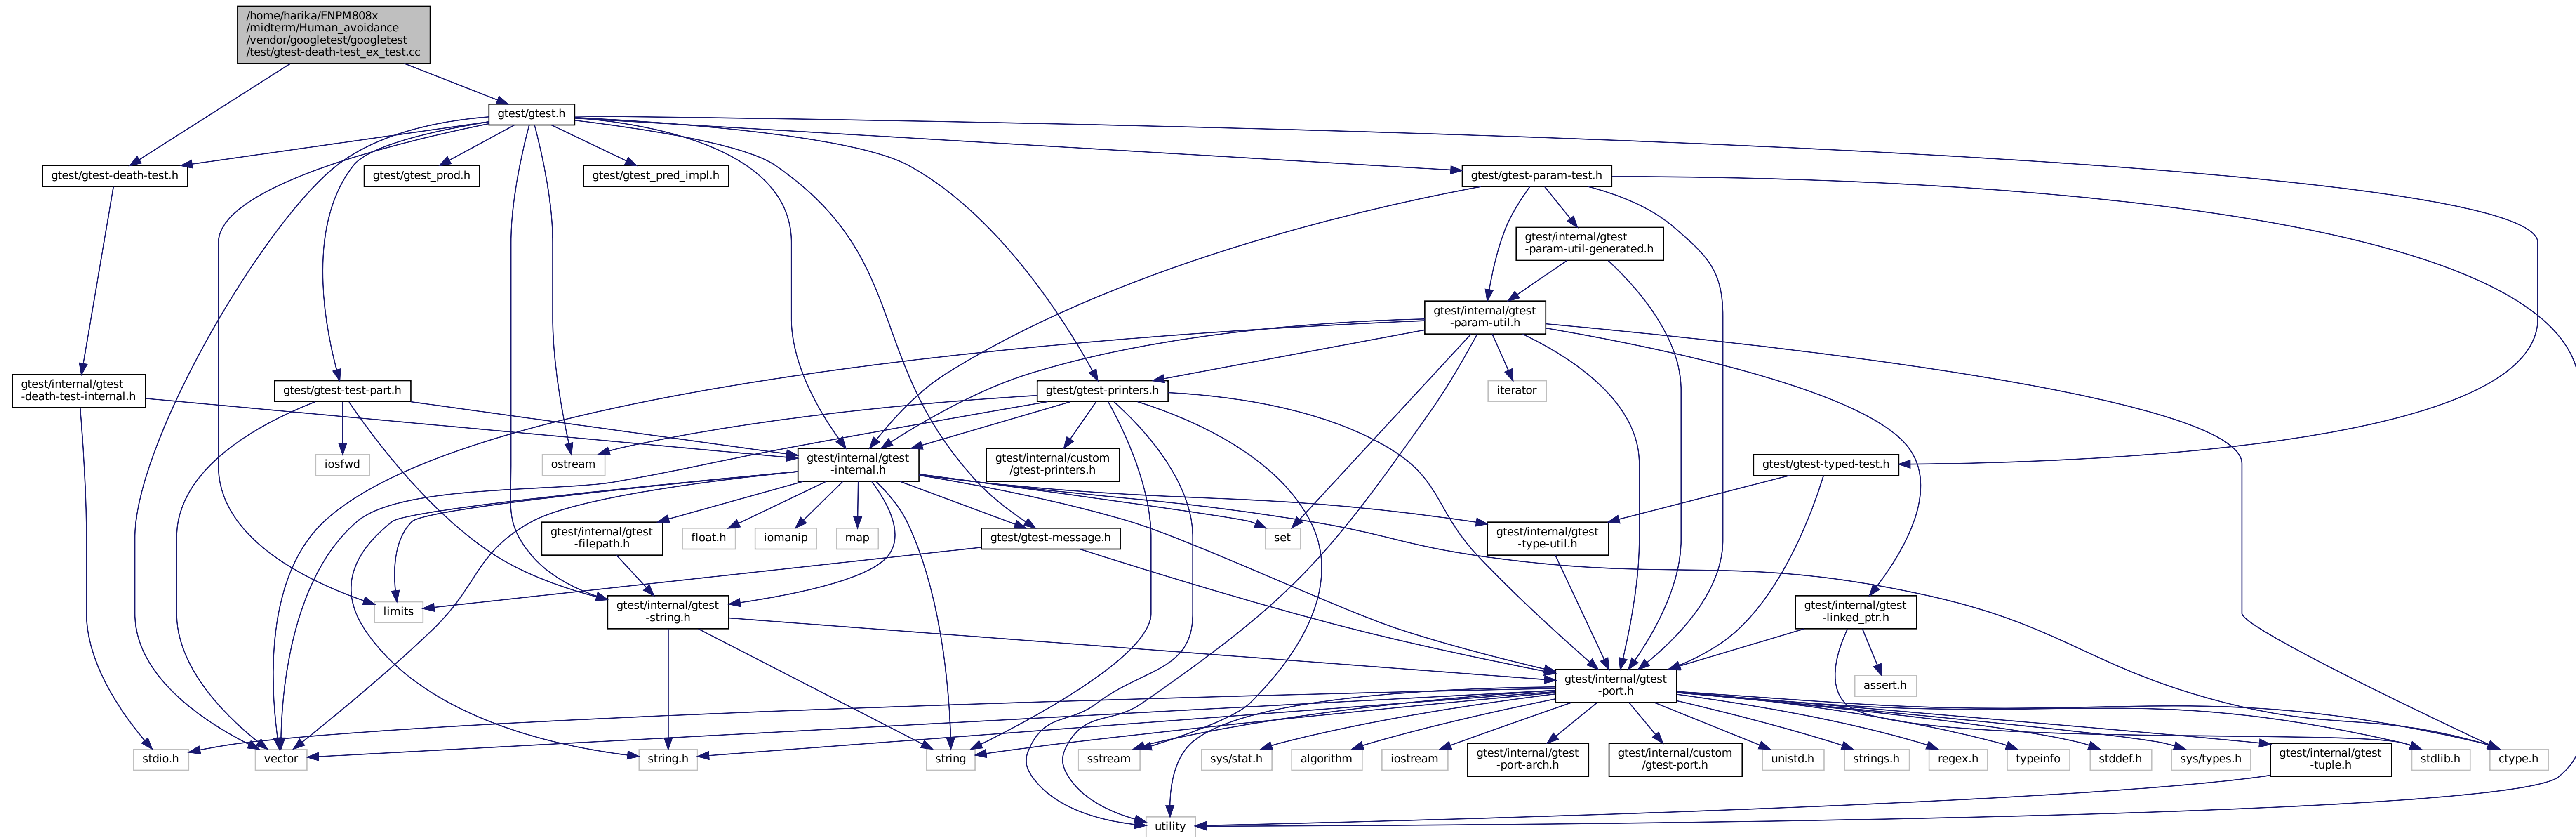 /home/harika/ENPM808x
/midterm/Human_avoidance
/vendor/googletest/googletest
/test/gtest-death-test_ex_test.cc
gtest/gtest.h
gtest/gtest-death-test.h
gtest/gtest_prod.h
gtest/gtest_pred_impl.h
gtest/gtest-param-test.h
gtest/internal/gtest
-param-util-generated.h
gtest/internal/gtest
-param-util.h
gtest/internal/gtest
-death-test-internal.h
gtest/gtest-test-part.h
gtest/gtest-printers.h
iterator
iosfwd
ostream
gtest/internal/gtest
-internal.h
gtest/internal/custom
/gtest-printers.h
gtest/gtest-typed-test.h
gtest/internal/gtest
-filepath.h
float.h
iomanip
map
gtest/gtest-message.h
set
gtest/internal/gtest
-type-util.h
limits
gtest/internal/gtest
-string.h
gtest/internal/gtest
-linked_ptr.h
gtest/internal/gtest
-port.h
assert.h
stdio.h
vector
string.h
string
sstream
sys/stat.h
algorithm
iostream
gtest/internal/gtest
-port-arch.h
gtest/internal/custom
/gtest-port.h
unistd.h
strings.h
regex.h
typeinfo
stddef.h
sys/types.h
gtest/internal/gtest
-tuple.h
stdlib.h
ctype.h
utility